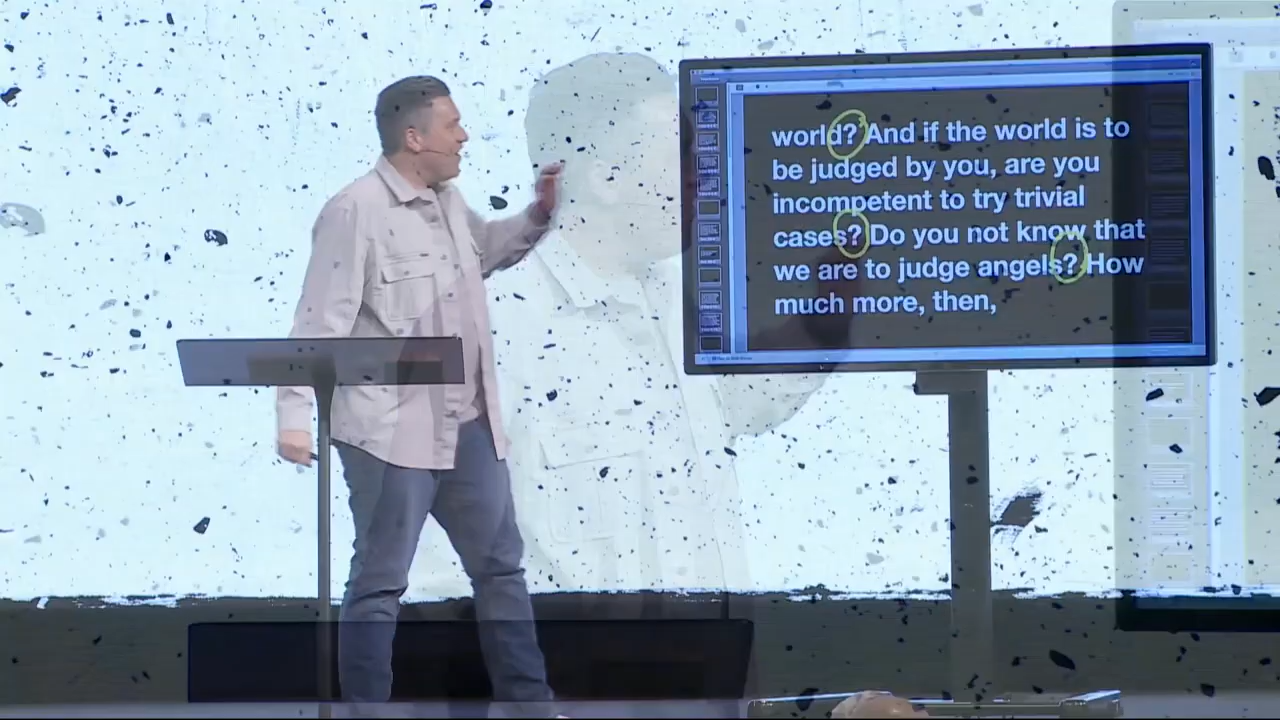 world? And if the world is to
be judged by you, are you
incompetent to try trivial
cases? Do you not know that
we are to judge angels? How
much more, then,